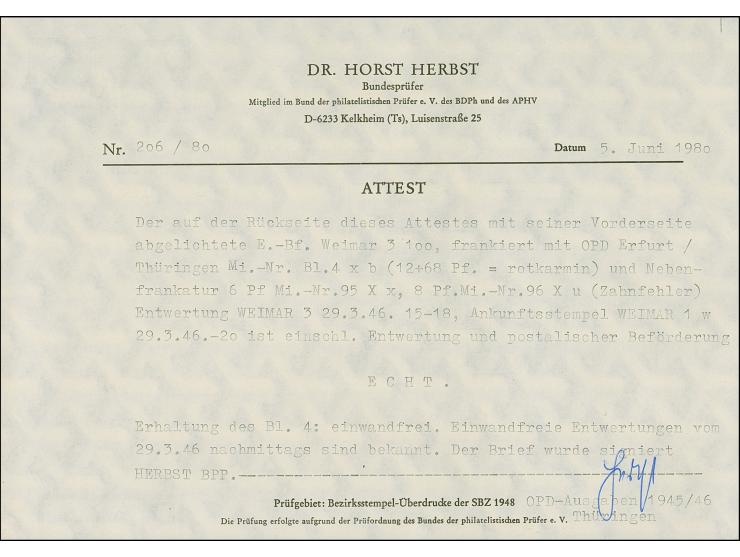 DR. HORST HERBST
Bundesprüfer
Mitglied im Bund der philatelistischen Prüfer e. V. des BDPh und des APHV
D-6233 Kelkheim (Ts), Luisenstraße 25
Nr. 206 / 80 Datum 5. Juni 1980
ATTEST
Der auf der Rückseite dieses Attestes mit seiner Vorderseite
abgelichtete E.-Bf. Weimar 3 100, frankiert mit OPD Erfurt /
Thüringen Mi.-Nr. Bl.4 x b (12+68 Pf. = rotkarmin) und Neben-
frankatur 6 Pf Mi.-Nr.95 X x, 8 Pf.Mi.-Nr.96 X u (Zahnfehler)
Entwertung WEIMAR 3 29.3.46. 15-18, Ankunftsstempel WEIMAR 1 w
29.3.46.-20 ist einschl. Entwertung und postalischer Beförderung
E C H T .
Erhaltung des Bl. 4: einwandfrei. Einwandfreie Entwertungen vom
29.3.46 nachmittags sind bekannt. Der Brief wurde signiert
HERBST BPP.
Prüfgebiet: Bezirksstempel-Überdrucke der SBZ 1948 OPD-Ausgaben 1945/46
Die Prüfung erfolgte aufgrund der Prüfordnung des Bundes der philatelistischen Prüfer e. V. Thüringen